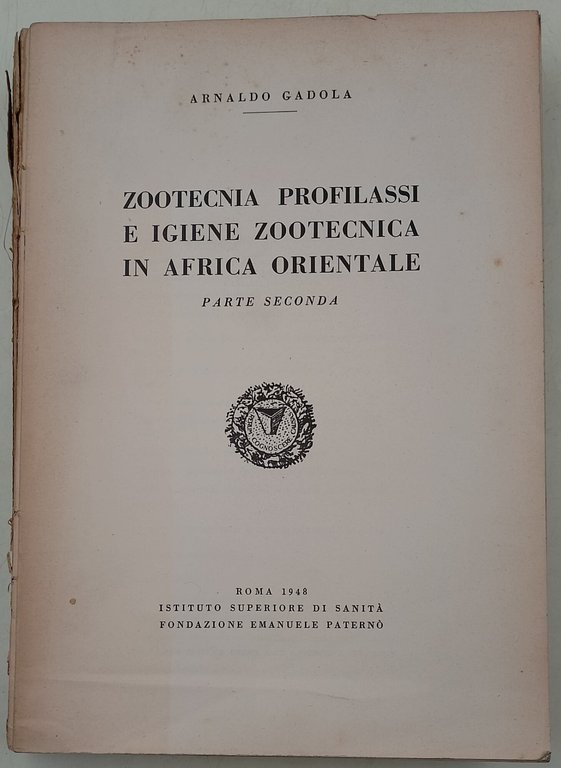 ARNALDO GADOLA
ZOOTECNIA PROFILASSI
E IGIENE ZOOTECNICA
IN AFRICA ORIENTALE
PARTE SECONDA
COGNOSCERE
ROMA 1948
ISTITUTO SUPERIORE DI SANITÀ
FONDAZIONE EMANUELE PATERNÒ